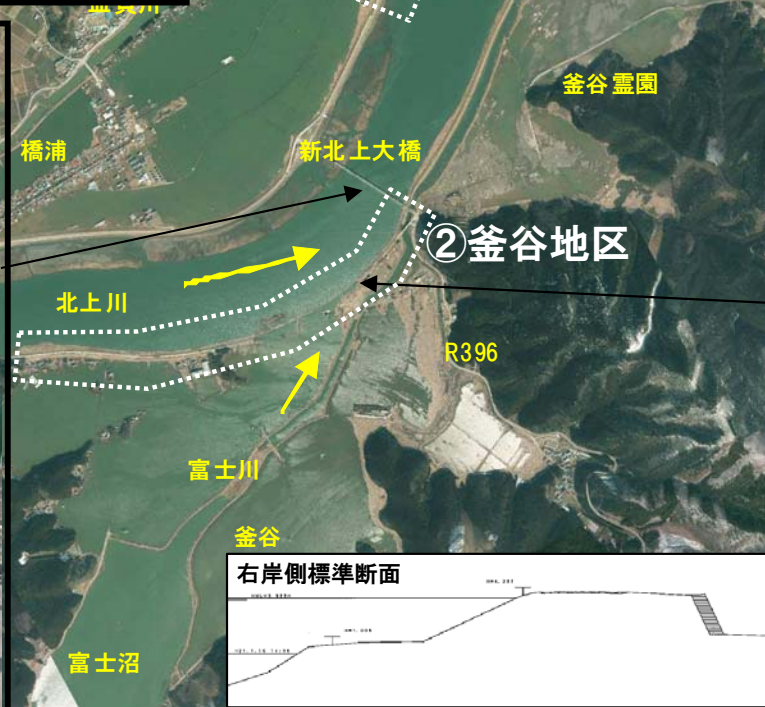 釜谷霊園
橋浦
新北上大橋
②釜谷地区
北上川
R396
富士川
釜谷
右岸側標準断面
富士沼